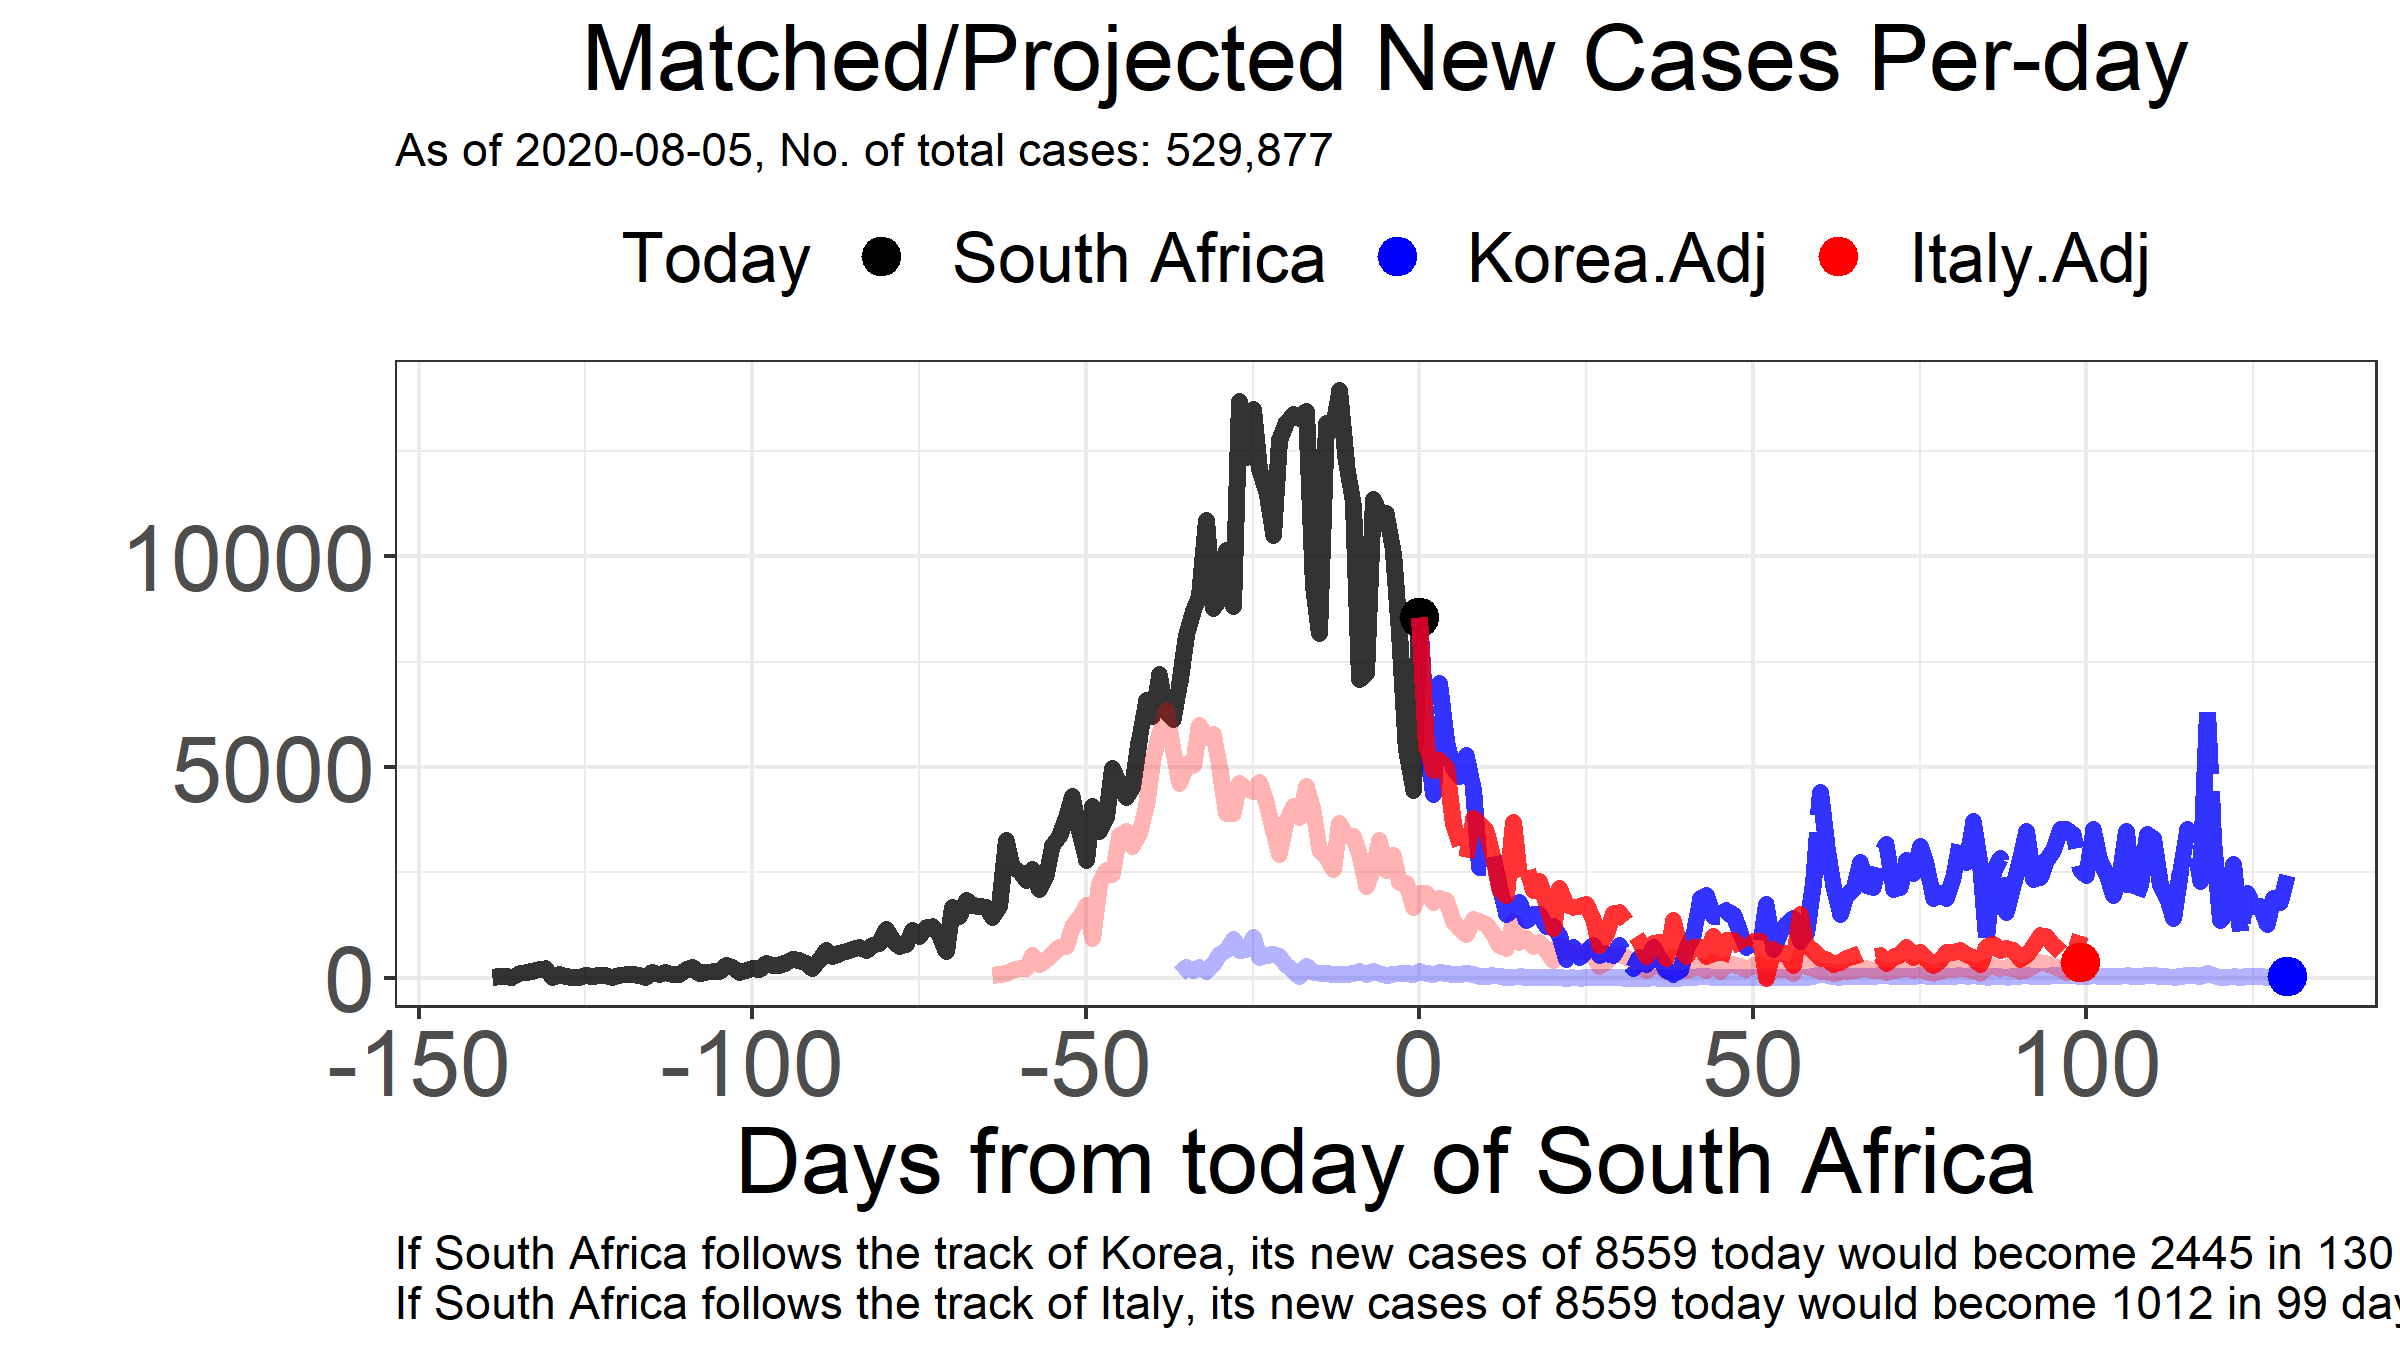 Matched/Projected New Cases Per-day
As of 2020-08-05, No. of total cases: 529,877
Today South Africa Korea.Adj Italy.Adj
10000
5000
0
-150 -100 -50 0 50 100
Days from today of South Africa
If South Africa follows the track of Korea, its new cases of 8559 today would become 2445 in 130
If South Africa follows the track of Italy, its new cases of 8559 today would become 1012 in 99 day